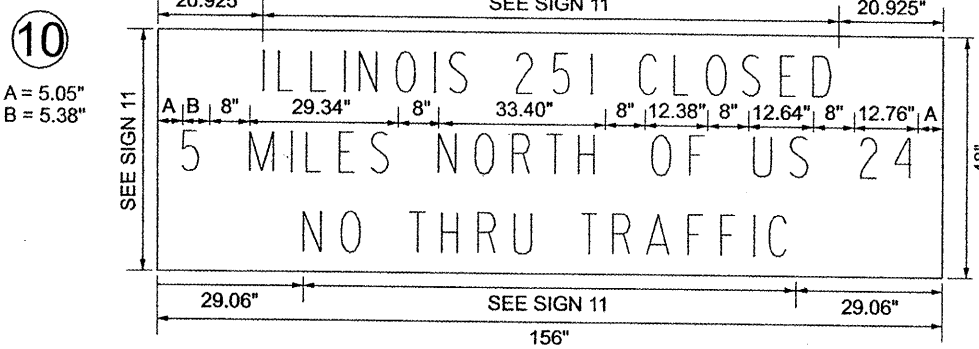 20.925" SEE SIGN 11 20.925"
10
A = 5.05"
B = 5.38"
SEE SIGN 11
ILLINOIS 251 CLOSED
A B 8" 29.34" 8" 33.40" 8" 12.38" 8" 12.64" 8" 12.76" A
5 MILES NORTH OF US 24
48"
NO THRU TRAFFIC
29.06" SEE SIGN 11 29.06"
156"